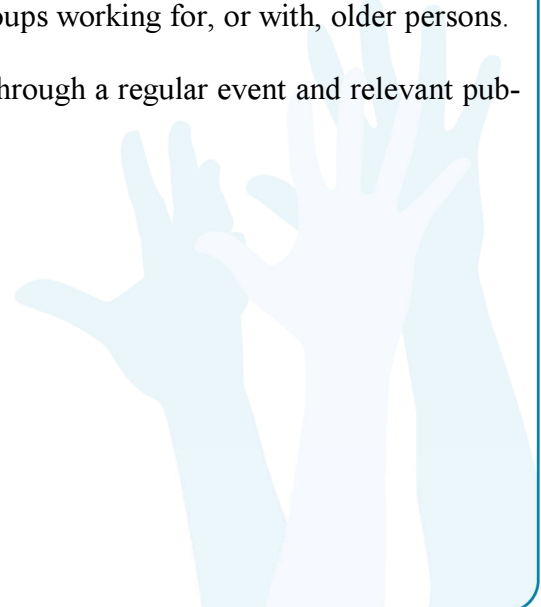 oups working for, or with, older persons.
hrough a regular event and relevant pub-